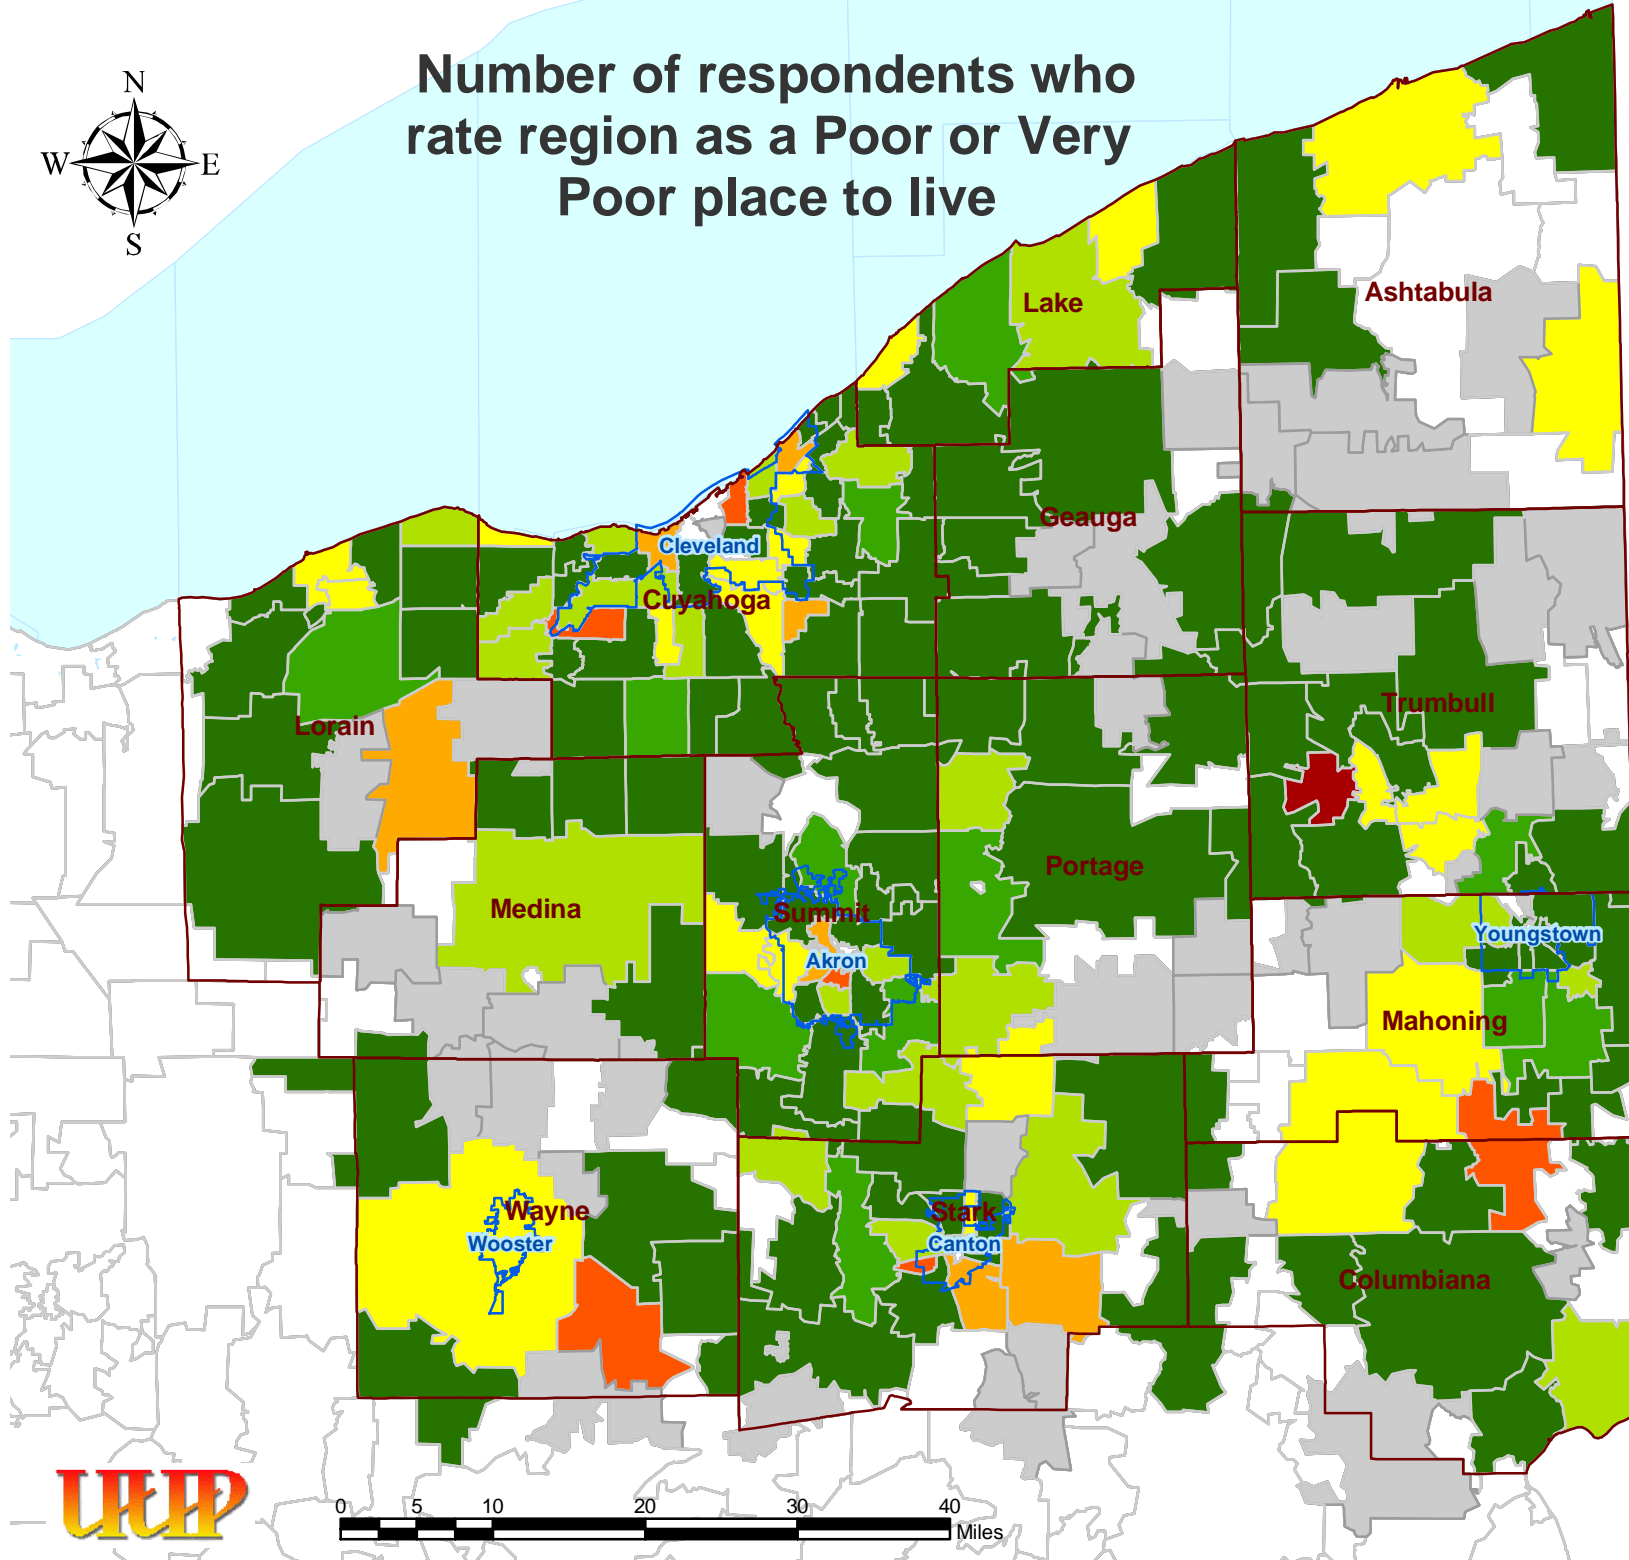 Number of respondents who
rate region as a Poor or Very
Poor place to live
N
W
E
S
Lake
Ashtabula
Geauga
Cleveland
Cuyahoga
Lorain
Trumbull
Portage
Medina
Summit
Youngstown
Akron
Mahoning
Wayne
Stark
Wooster
Canton
Columbiana
UUP
0 5 10 20 30 40
Miles